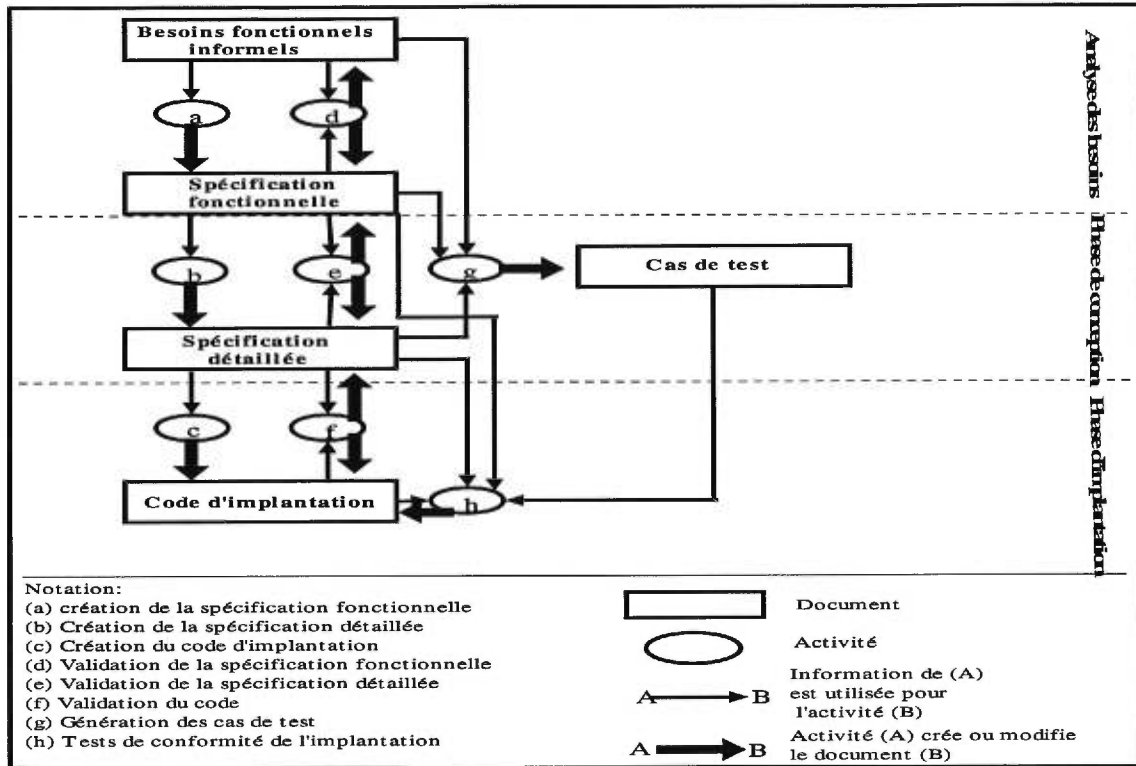 Besoins fonctionnels
informels
a
d
Spécification
fonctionnelle
b
e
g
Cas de test
Spécification
détaillée
c
f
Code d'implantation
h
Analyse des besoins
Phase de conception
Phase d'implantation
Notation:
(a) création de la spécification fonctionnelle
(b) Création de la spécification détaillée
(c) Création du code d'implantation
(d) Validation de la spécification fonctionnelle
(e) Validation de la spécification détaillée
(f) Validation du code
(g) Génération des cas de test
(h) Tests de conformité de l'implantation
Document
Activité
Information de (A)
A B est utilisée pour
l'activité (B)
A B Activité (A) crée ou modifie
le document (B)